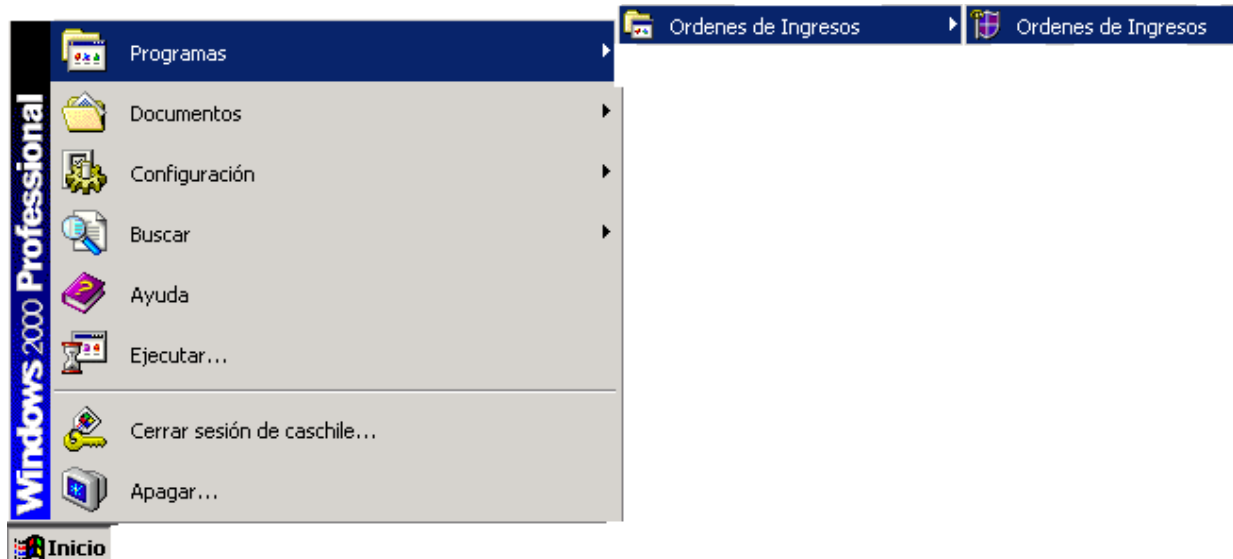 Ordenes de Ingresos
Ordenes de Ingresos
Programas
Documentos
Configuración
Buscar
Ayuda
Ejecutar...
Cerrar sesión de caschile...
Apagar...
Windows 2000 Professional
Inicio